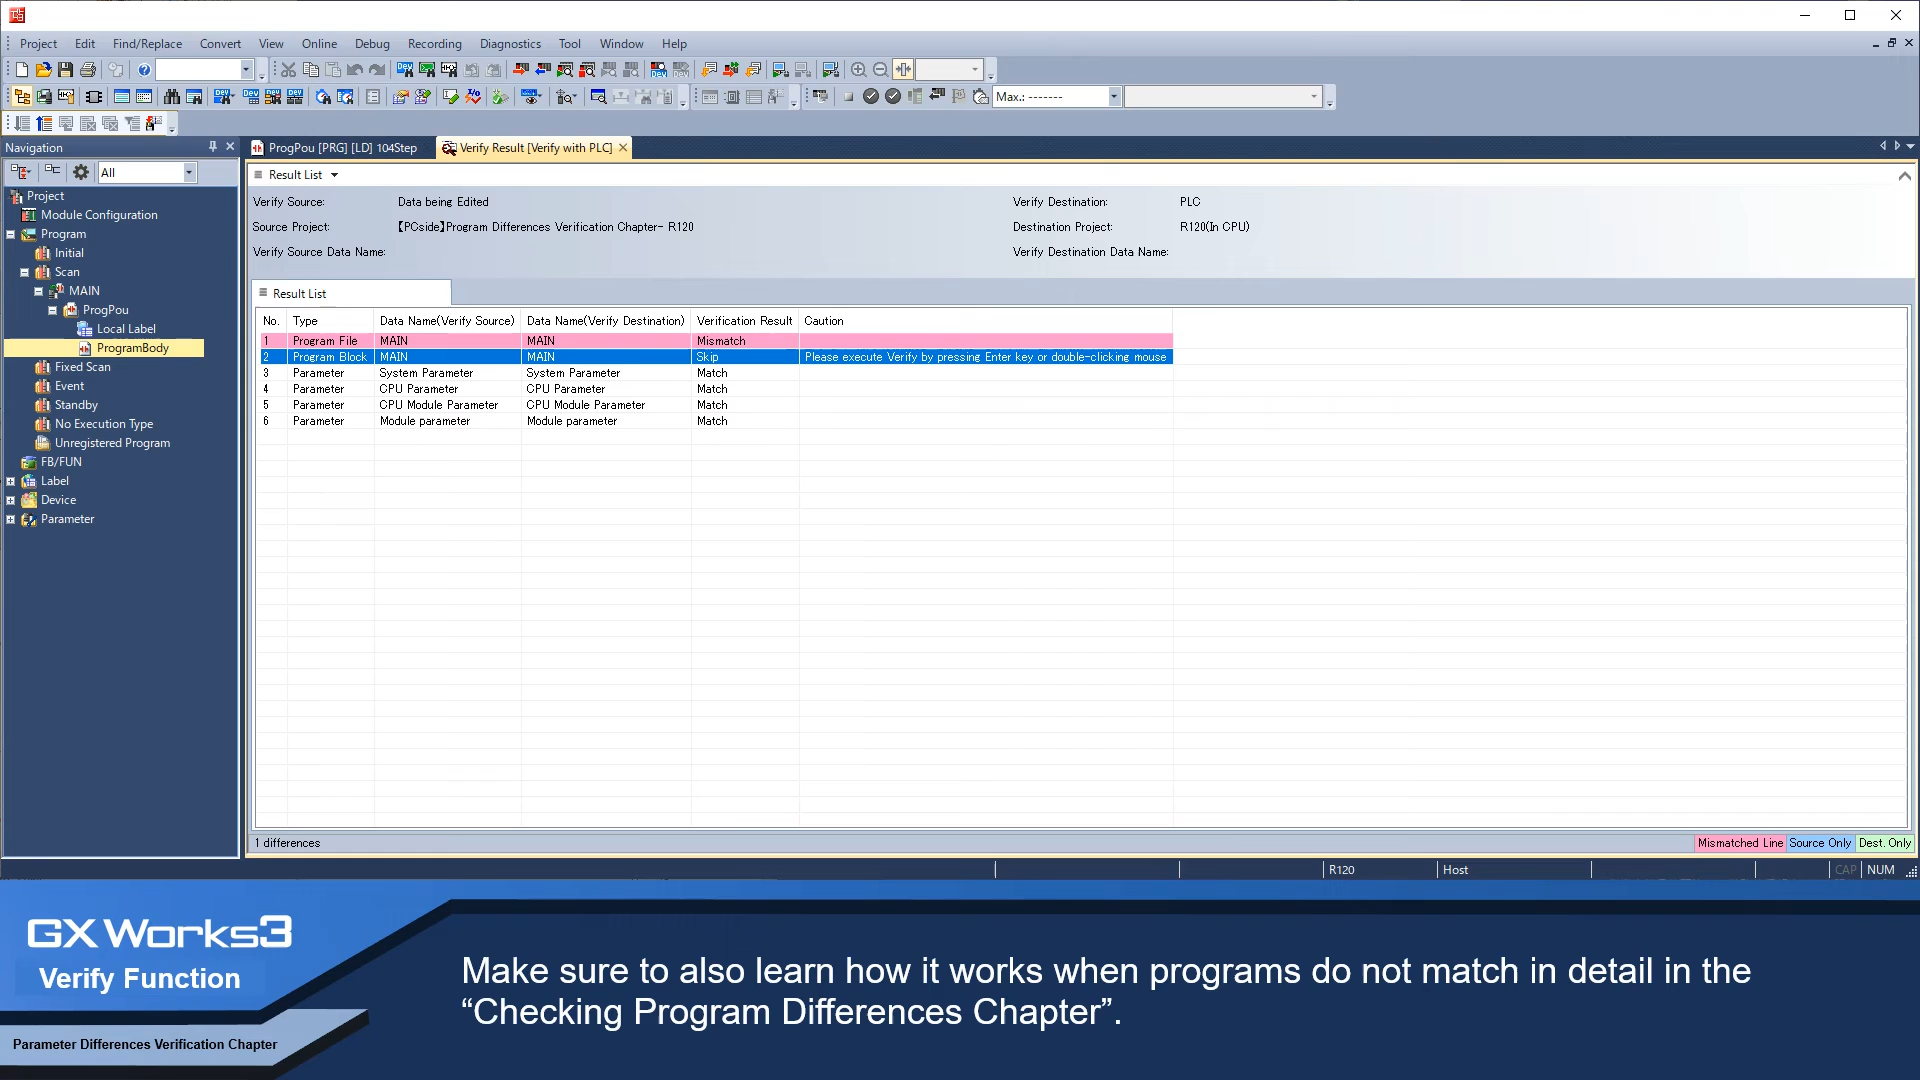 Project Edit Find/Replace Convert View Online Debug Recording Diagnostics Tool Window Help
Max.: -------
Navigation
ProgPou [PRG] [LD] 104Step
Verify Result [Verify with PLC]
All
Result List
Project
Module Configuration
Program
Initial
Scan
MAIN
ProgPou
Local Label
ProgramBody
Fixed Scan
Event
Standby
No Execution Type
Unregistered Program
FB/FUN
Label
Device
Parameter
Verify Source: Data being Edited Verify Destination: PLC
Source Project: 【PCside】Program Differences Verification Chapter- R120 Destination Project: R120(In CPU)
Verify Source Data Name: Verify Destination Data Name:
Result List
No. Type Data Name(Verify Source) Data Name(Verify Destination) Verification Result Caution
1 Program File MAIN MAIN Mismatch
2 Program Block MAIN MAIN Skip Please execute Verify by pressing Enter key or double-clicking mouse
3 Parameter System Parameter System Parameter Match
4 Parameter CPU Parameter CPU Parameter Match
5 Parameter CPU Module Parameter CPU Module Parameter Match
6 Parameter Module parameter Module parameter Match
1 differences Mismatched Line Source Only Dest. Only
R120 Host CAP NUM
GX Works3
Verify Function
Parameter Differences Verification Chapter
Make sure to also learn how it works when programs do not match in detail in the
“Checking Program Differences Chapter”.